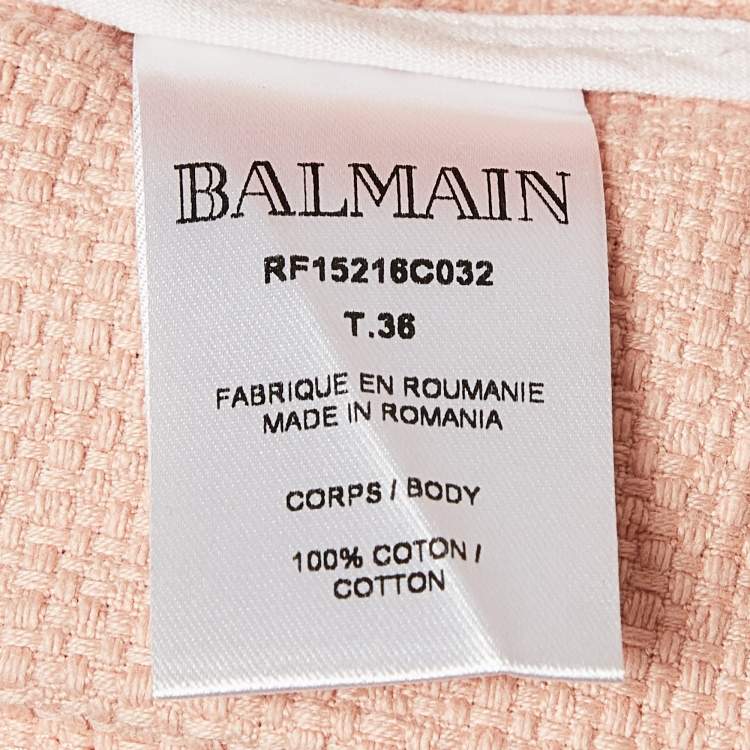 BALMAIN
RF15216C032
T.36
FABRIQUE EN ROUMANIE
MADE IN ROMANIA
CORPS / BODY
100% COTON /
COTTON